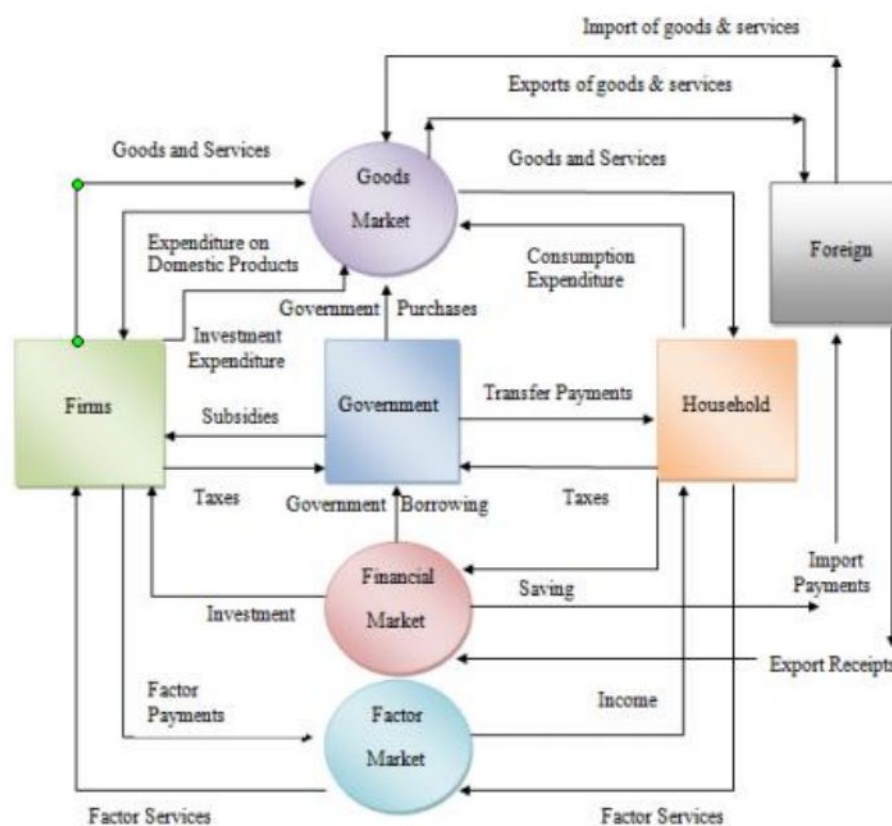 Import of goods & services
Exports of goods & services
Goods and Services
Goods
Market
Goods and Services
Foreign
Expenditure on
Domestic Products
Consumption
Expenditure
Government Purchases
Investment
Expenditure
Firms
Government
Household
Transfer Payments
Subsidies
Taxes
Taxes
Government Borrowing
Financial
Market
Import
Payments
Saving
Investment
Export Receipts
Factor
Payments
Factor
Market
Income
Factor Services
Factor Services